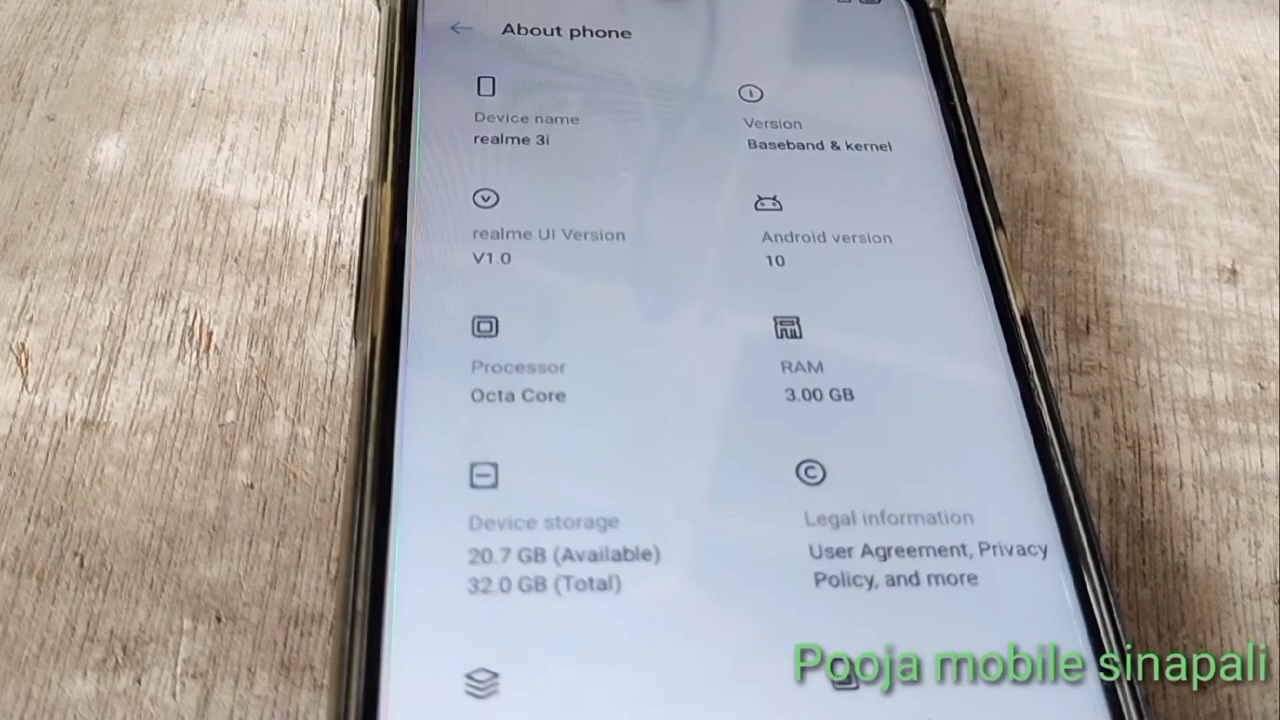 About phone
Device name
realme 3i
Version
Baseband & kernel
realme UI Version
V1.0
Android version
10
Processor
Octa Core
RAM
3.00 GB
Device storage
20.7 GB (Available)
32.0 GB (Total)
Legal information
User Agreement, Privacy
Policy, and more
Pooja mobile sinapali